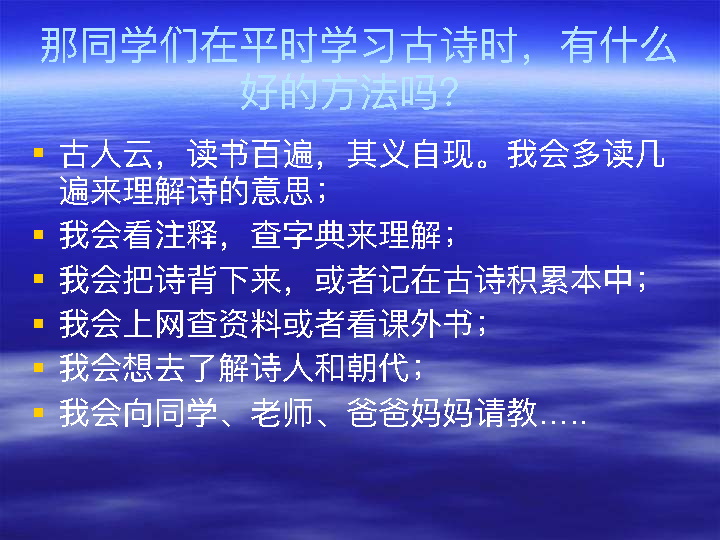 那同学们在平时学习古诗时，有什么
好的方法吗？
▪ 古人云，读书百遍，其义自现。我会多读几
遍来理解诗的意思；
▪ 我会看注释，查字典来理解；
▪ 我会把诗背下来，或者记在古诗积累本中；
▪ 我会上网查资料或者看课外书；
▪ 我会想去了解诗人和朝代；
▪ 我会向同学、老师、爸爸妈妈请教…..